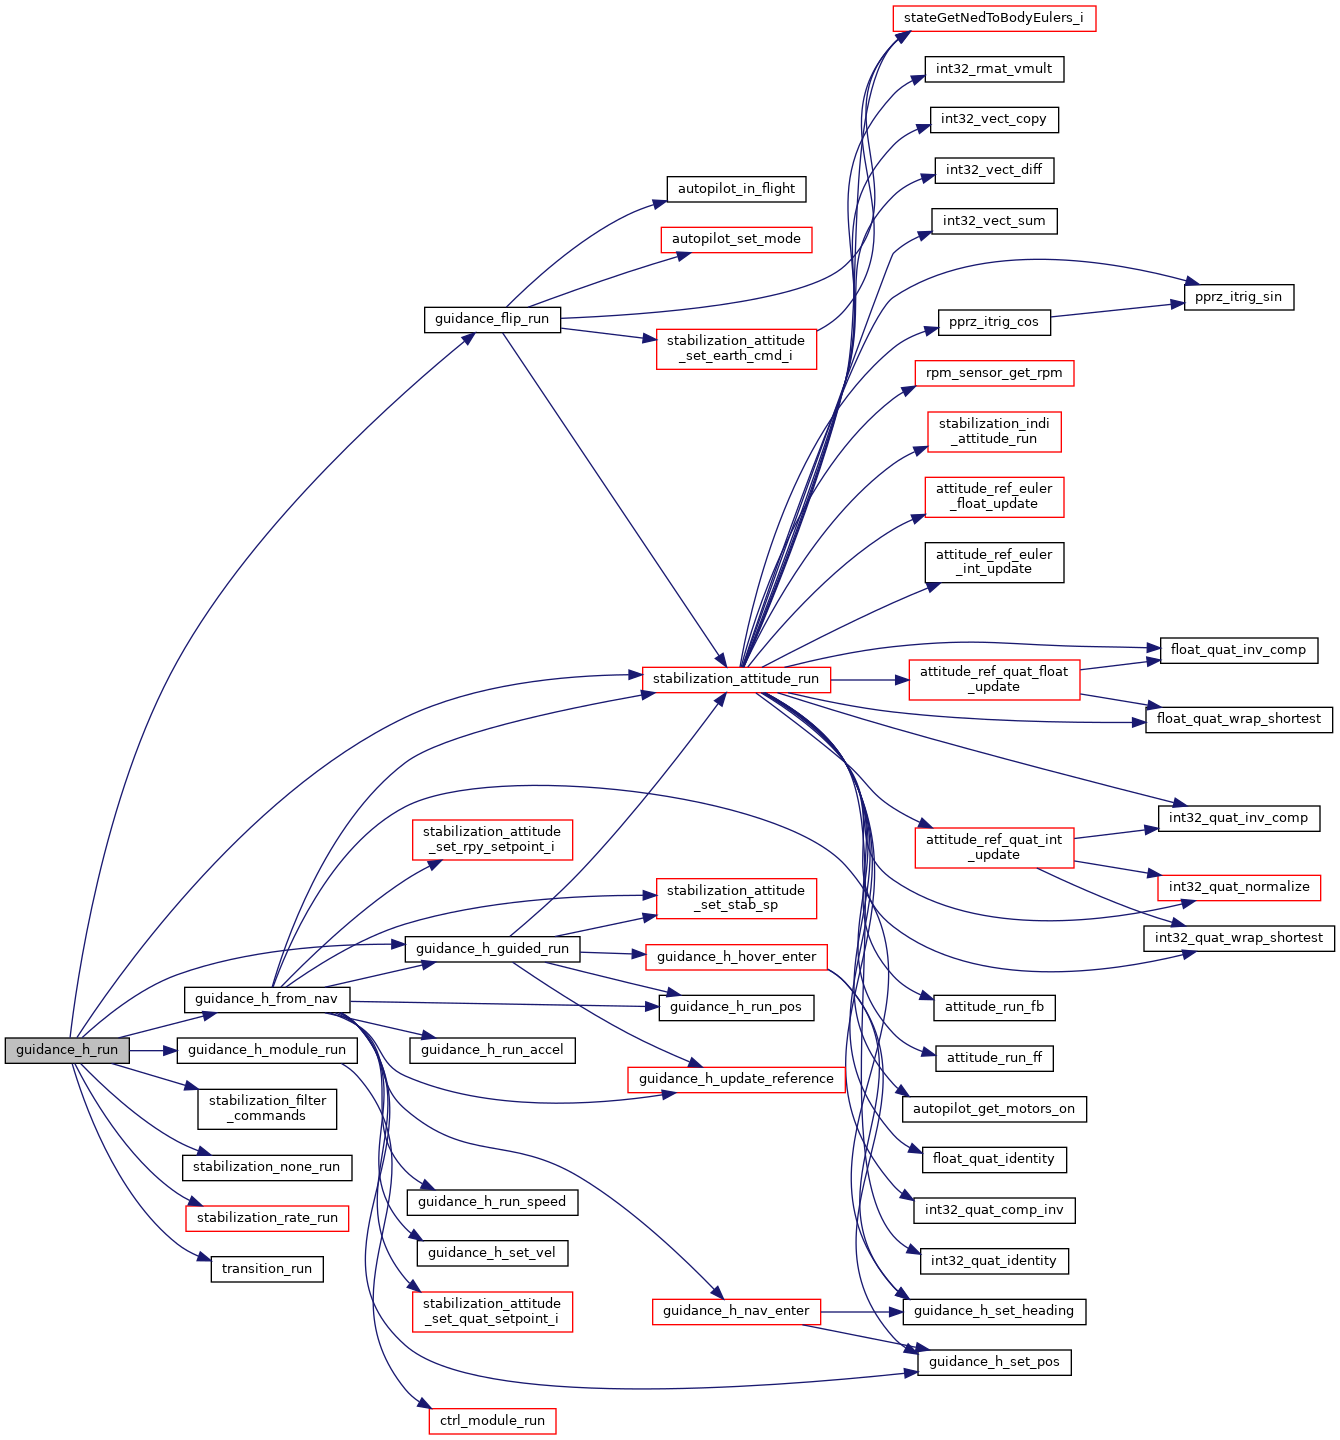 stateGetNedToBodyEulers_i
int32_rmat_vmult
int32_vect_copy
int32_vect_diff
autopilot_in_flight
int32_vect_sum
autopilot_set_mode
pprz_itrig_sin
guidance_flip_run
pprz_itrig_cos
stabilization_attitude
_set_earth_cmd_i
rpm_sensor_get_rpm
stabilization_indi
_attitude_run
attitude_ref_euler
_float_update
attitude_ref_euler
_int_update
float_quat_inv_comp
stabilization_attitude_run
attitude_ref_quat_float
_update
float_quat_wrap_shortest
int32_quat_inv_comp
stabilization_attitude
_set_rpy_setpoint_i
attitude_ref_quat_int
_update
int32_quat_normalize
stabilization_attitude
_set_stab_sp
int32_quat_wrap_shortest
guidance_h_guided_run
guidance_h_hover_enter
guidance_h_from_nav
guidance_h_run_pos
attitude_run_fb
guidance_h_run
guidance_h_module_run
guidance_h_run_accel
attitude_run_ff
guidance_h_update_reference
stabilization_filter
_commands
autopilot_get_motors_on
stabilization_none_run
float_quat_identity
guidance_h_run_speed
int32_quat_comp_inv
stabilization_rate_run
guidance_h_set_vel
int32_quat_identity
transition_run
stabilization_attitude
_set_quat_setpoint_i
guidance_h_nav_enter
guidance_h_set_heading
guidance_h_set_pos
ctrl_module_run